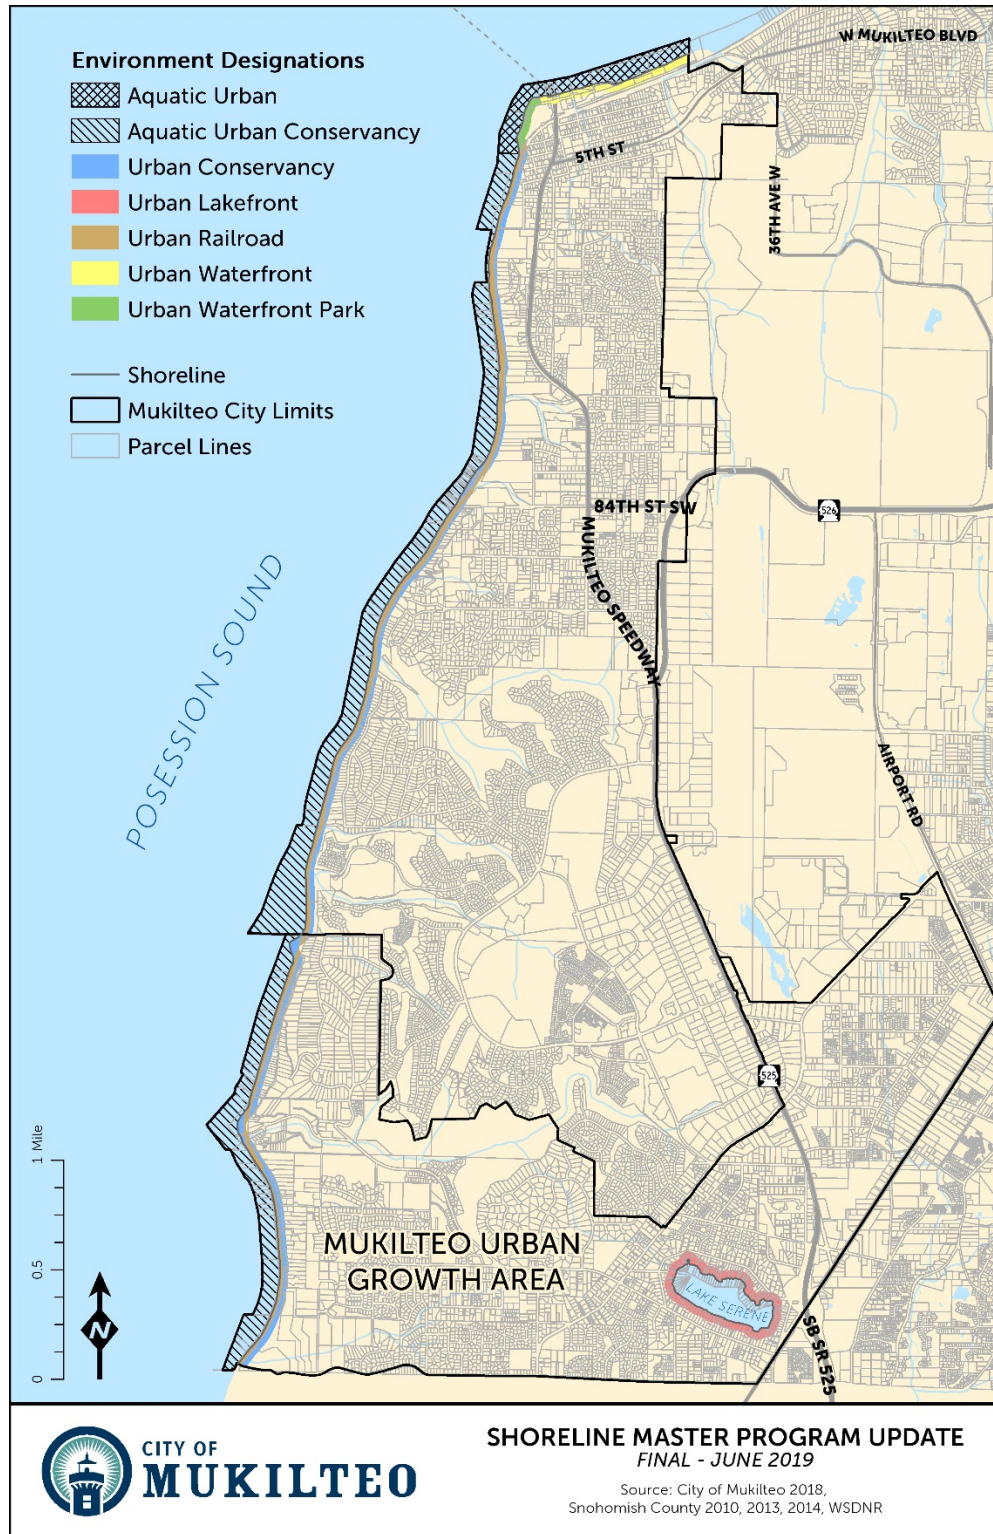 W MUKILTEO BLVD
Environment Designations
Aquatic Urban
Aquatic Urban Conservancy
Urban Conservancy
Urban Lakefront
Urban Railroad
Urban Waterfront
Urban Waterfront Park
Shoreline
Mukilteo City Limits
Parcel Lines
5TH ST
36TH AVE W
84TH ST SW
526
MUKILTEO SPEEDWAY
POSESSION SOUND
AIRPORT RD
525
1 Mile
0.5
0
N
MUKILTEO URBAN
GROWTH AREA
LAKE SERENE
SB SR 525
CITY OF
MUKILTEO
SHORELINE MASTER PROGRAM UPDATE
FINAL - JUNE 2019
Source: City of Mukilteo 2018,
Snohomish County 2010, 2013, 2014, WSDNR